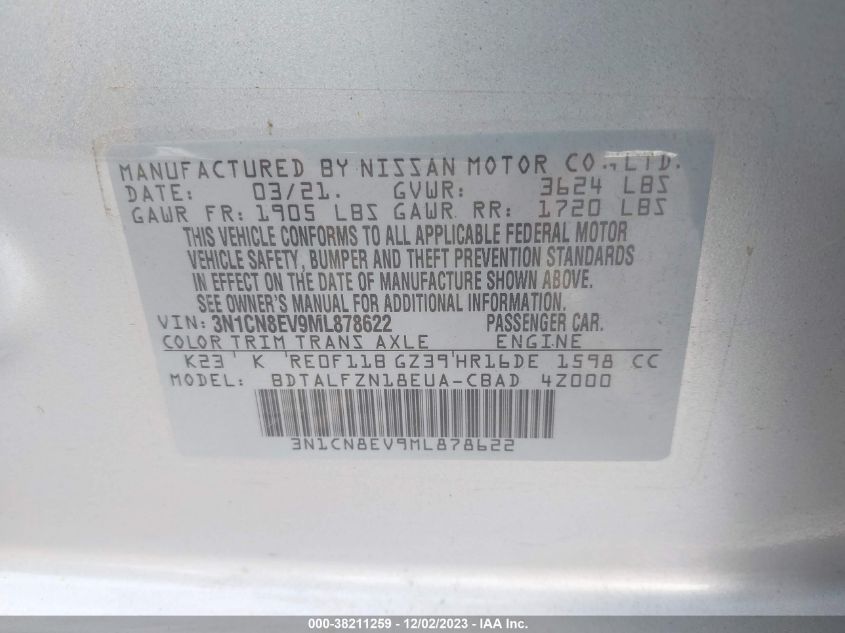 MANUFACTURED BY NISSAN MOTOR CO., LTD.
DATE: 03/21. GVWR: 3624 LBS
GAWR FR: 1905 LBS GAWR RR: 1720 LBS
THIS VEHICLE CONFORMS TO ALL APPLICABLE FEDERAL MOTOR
VEHICLE SAFETY, BUMPER AND THEFT PREVENTION STANDARDS
IN EFFECT ON THE DATE OF MANUFACTURE SHOWN ABOVE.
SEE OWNER'S MANUAL FOR ADDITIONAL INFORMATION.
VIN: 3N1CN8EV9ML878622 PASSENGER CAR.
COLOR TRIM TRANS AXLE ENGINE
K23 ' K 'RE0F11B GZ39'HR16DE 1598 CC
MODEL: BDTALFZN18EUA-CBAD 4Z000
3N1CN8EV9ML878622
000-38211259 - 12/02/2023 - IAA Inc.